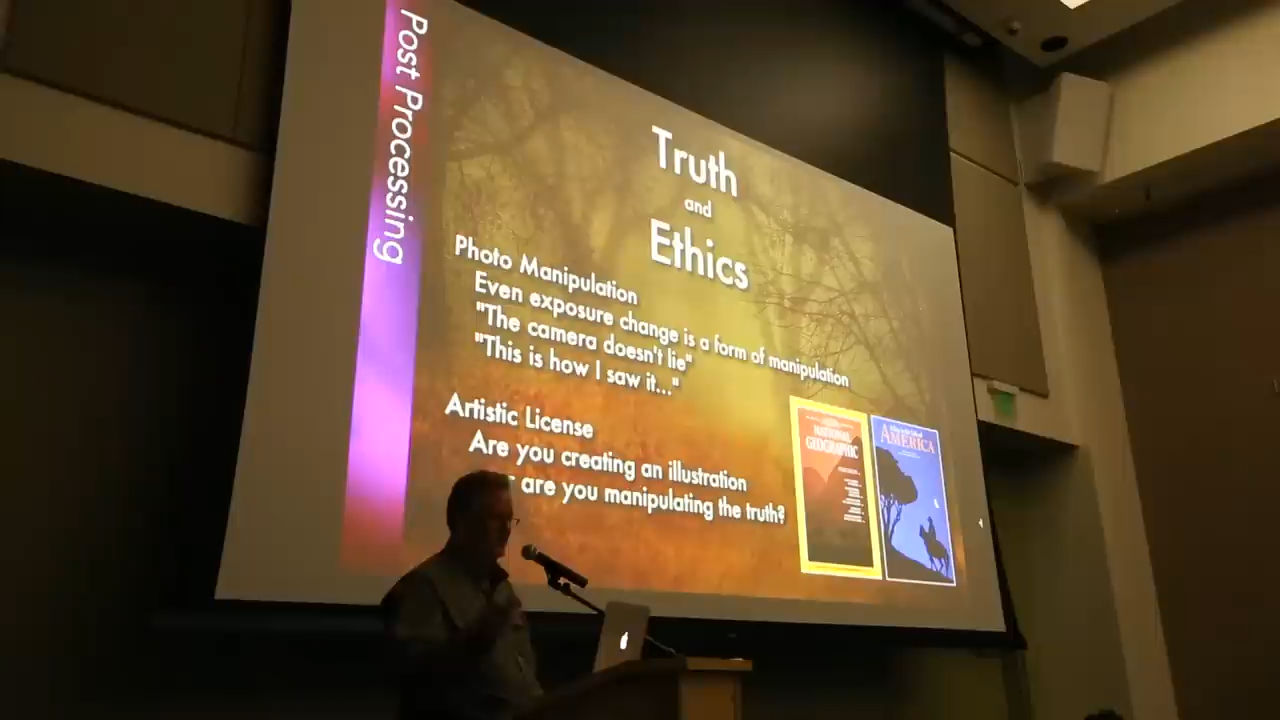 Post Processing
Truth
and
Ethics
Photo Manipulation
Even exposure change is a form of manipulation
"The camera doesn't lie"
"This is how I saw it..."
Artistic License
Are you creating an illustration
are you manipulating the truth?
NATIONAL
GEOGRAPHIC
AMERICA